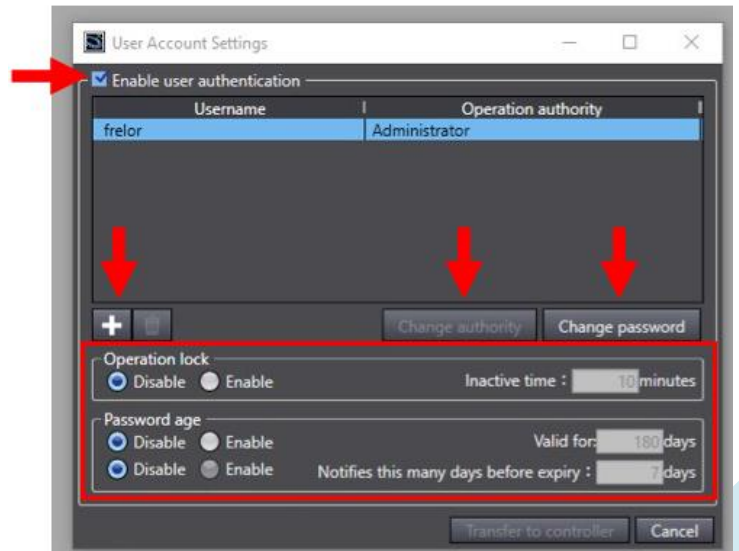 User Account Settings
Enable user authentication
Username Operation authority
frelor Administrator
Change authority Change password
Operation lock
Disable Enable Inactive time : 10 minutes
Password age
Disable Enable Valid for: 180 days
Disable Enable Notifies this many days before expiry : 7 days
Transfer to controller Cancel